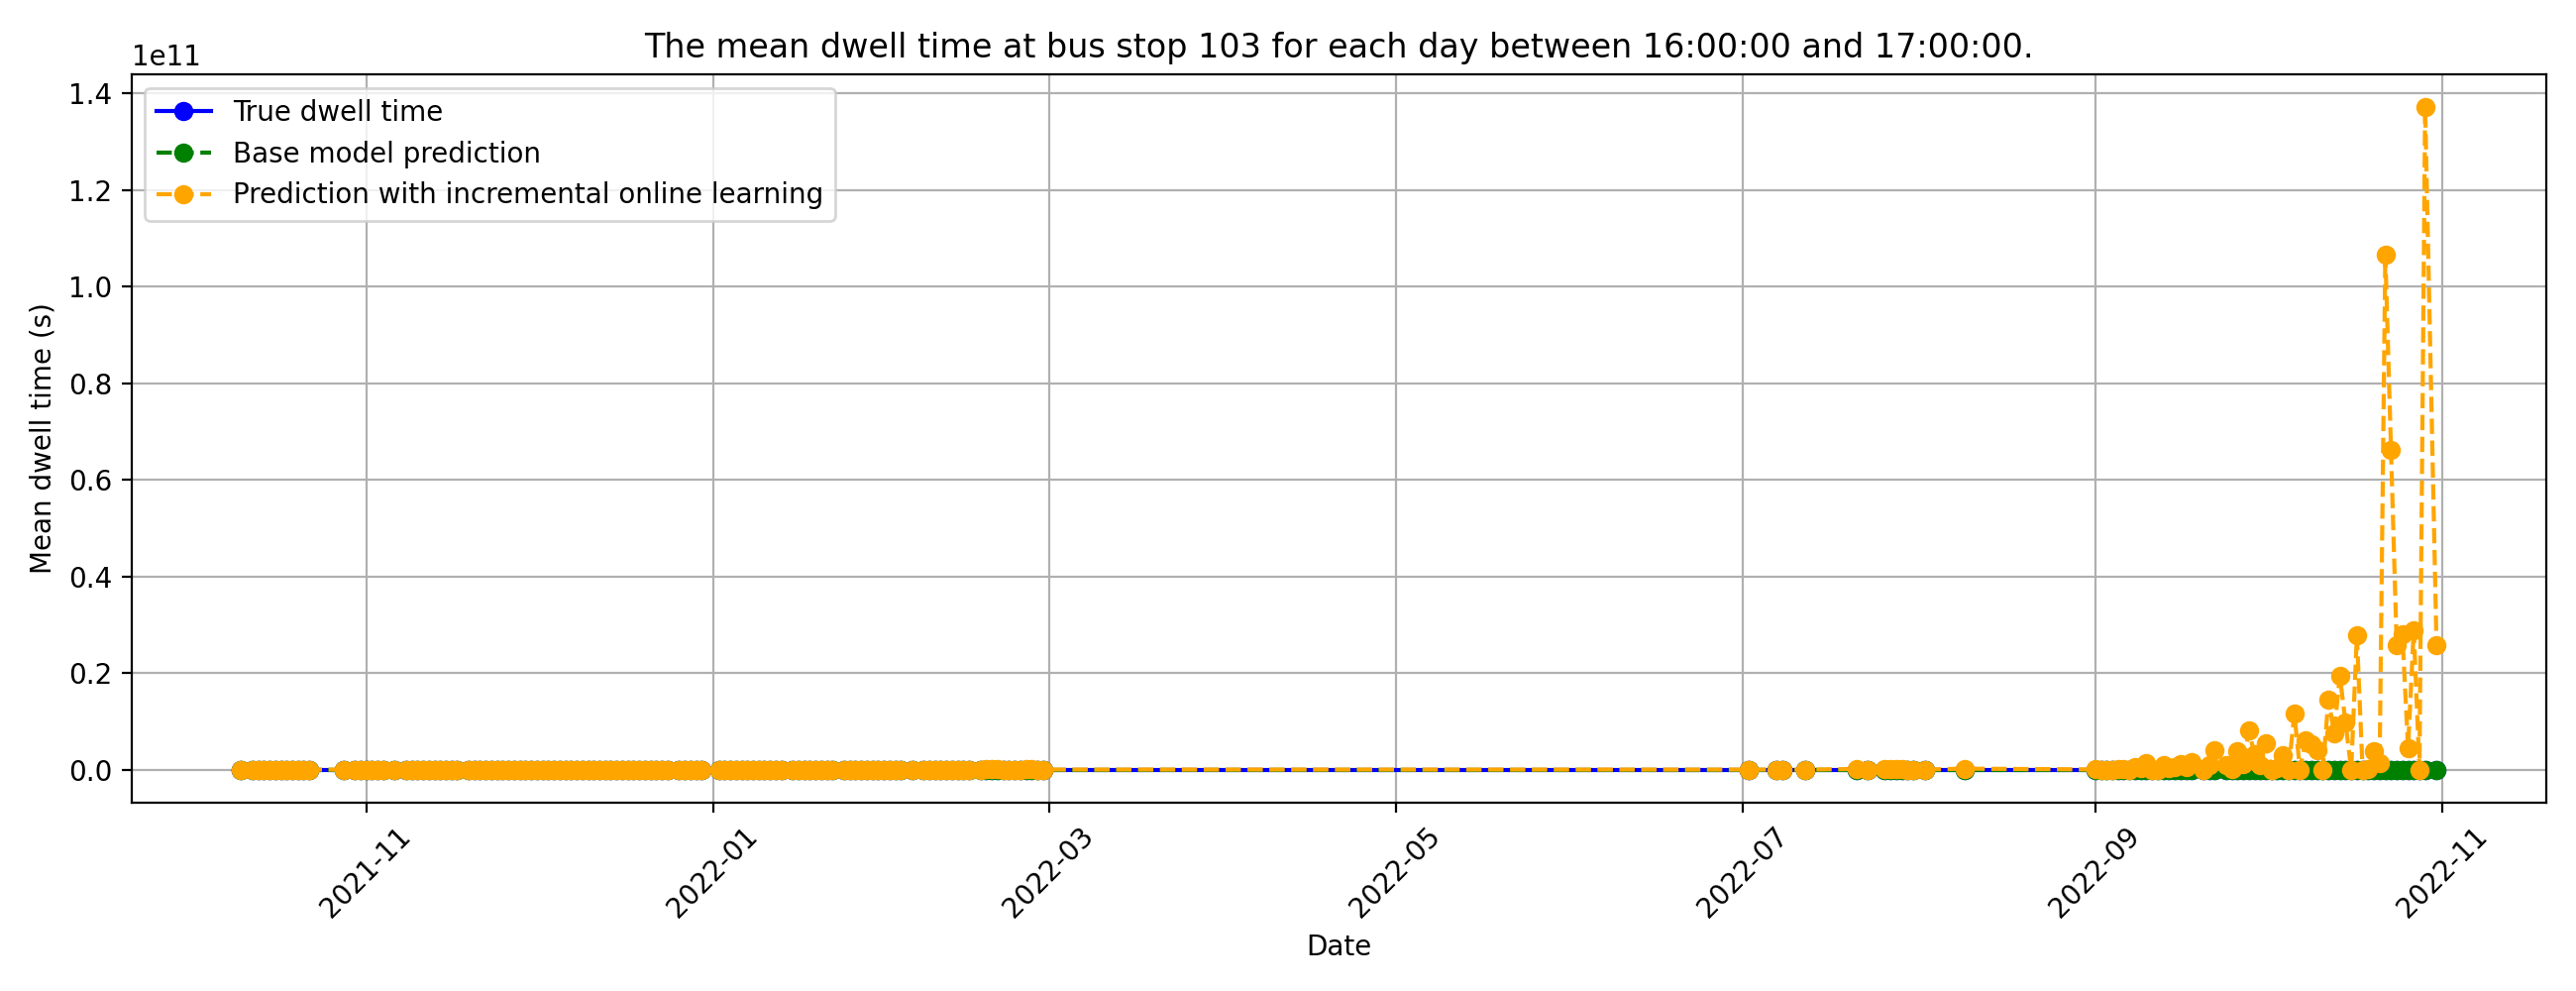 The mean dwell time at bus stop 103 for each day between 16:00:00 and 17:00:00.
1e11
1.4
1.2
1.0
0.8
0.6
0.4
0.2
0.0
Mean dwell time (s)
True dwell time
Base model prediction
Prediction with incremental online learning
2021-11
2022-01
2022-03
2022-05
2022-07
2022-09
2022-11
Date